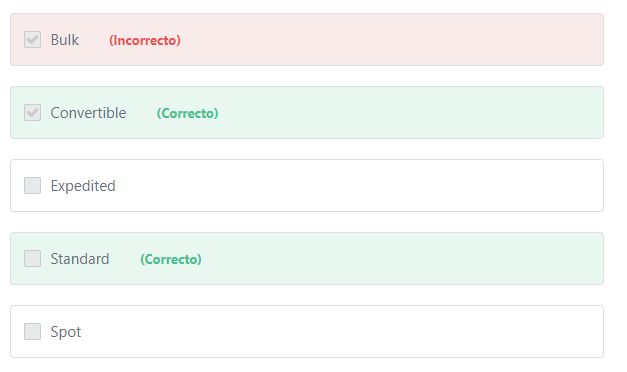 Bulk (Incorrecto)
Convertible (Correcto)
Expedited
Standard (Correcto)
Spot